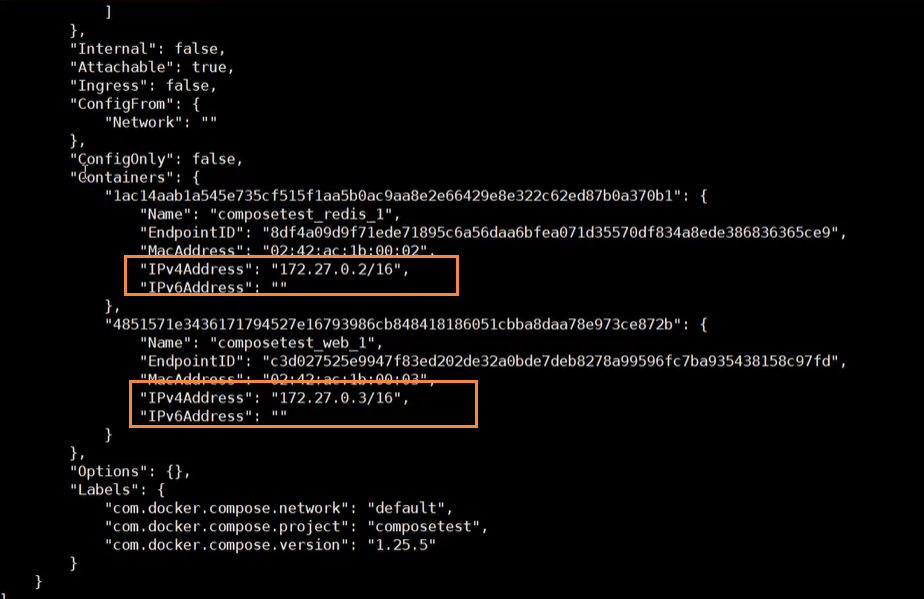 ]
},
"Internal": false,
"Attachable": true,
"Ingress": false,
"ConfigFrom": {
"Network": ""
},
"ConfigOnly": false,
"Containers": {
"1ac14aab1a545e735cf515f1aa5b0ac9aa8e2e66429e8e322c62ed87b0a370b1": {
"Name": "composetest_redis_1",
"EndpointID": "8df4a09d9f71ede71895c6a56daa6bfea071d35570df834a8ede386836365ce9",
"MacAddress": "02:42:ac:1b:00:02",
"IPv4Address": "172.27.0.2/16",
"IPv6Address": ""
},
"4851571e3436171794527e16793986cb848418186051cbba8daa78e973ce872b": {
"Name": "composetest_web_1",
"EndpointID": "c3d027525e9947f83ed202de32a0bde7deb8278a99596fc7ba935438158c97fd",
"MacAddress": "02:42:ac:1b:00:03",
"IPv4Address": "172.27.0.3/16",
"IPv6Address": ""
}
},
"Options": {},
"Labels": {
"com.docker.compose.network": "default",
"com.docker.compose.project": "composetest",
"com.docker.compose.version": "1.25.5"
}
}
]